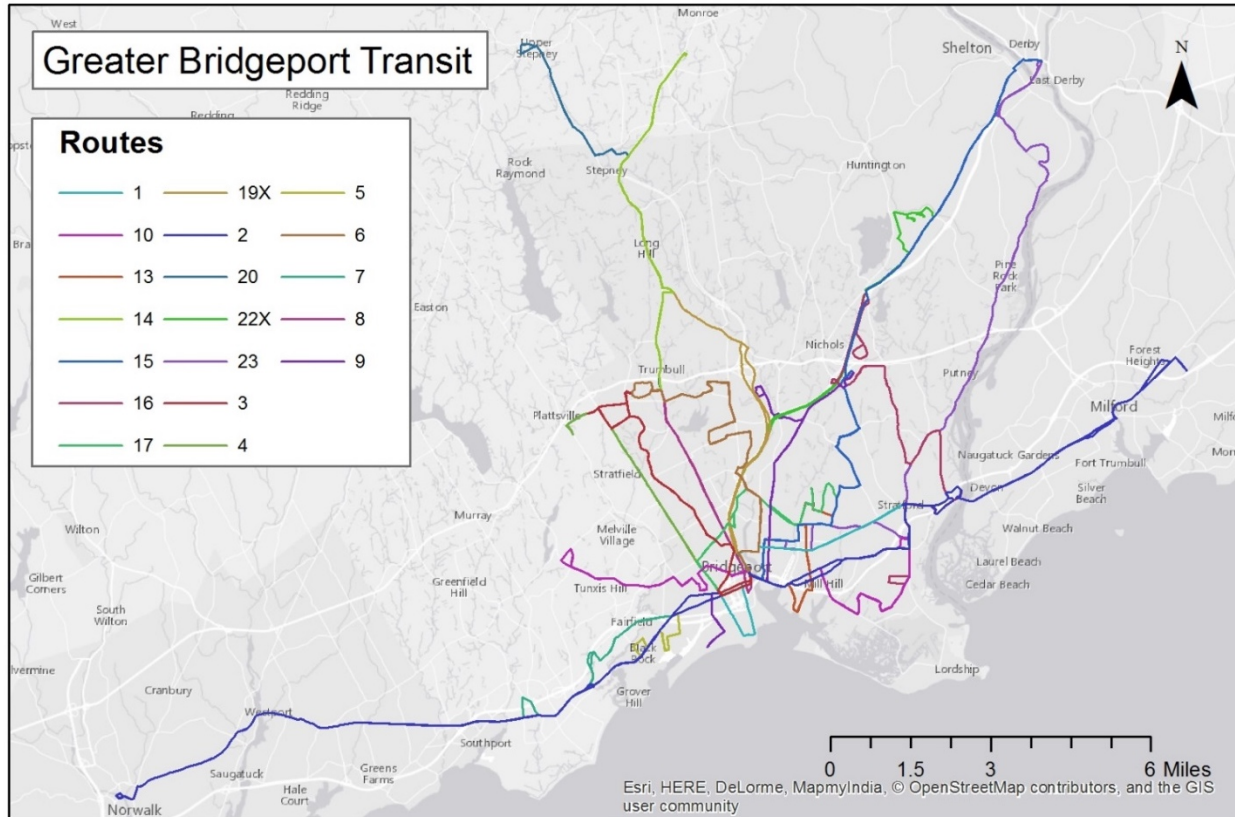 Monroe
West
Greater Bridgeport Transit
Upper
Stepney
Shelton
Derby
East Derby
N
Redding
Ridge
Redding
Routes
1
19X
5
10
2
6
13
20
7
14
22X
8
15
23
9
16
3
17
4
Rock
Raymond
Stepney
Huntington
Long
Hill
Pine
Rock
Park
Easton
Nichols
Forest
Heights
Trumbull
Putney
Milford
Plattsville
Stratfield
Naugatuck Gardens
Fort Trumbull
Devon
Silver
Beach
Stratford
Murray
Melville
Village
Walnut Beach
Wilton
Bridgeport
Laurel Beach
Cedar Beach
Gilbert
Corners
Greenfield
Hill
Tunxis Hill
Mill Hill
South
Wilton
Fairfield
Black
Rock
Lordship
Cranbury
Grover
Hill
Westport
Southport
Saugatuck
Greens
Farms
Hale
Court
Norwalk
0 1.5 3 6 Miles
Esri, HERE, DeLorme, MapmyIndia, © OpenStreetMap contributors, and the GIS
user community